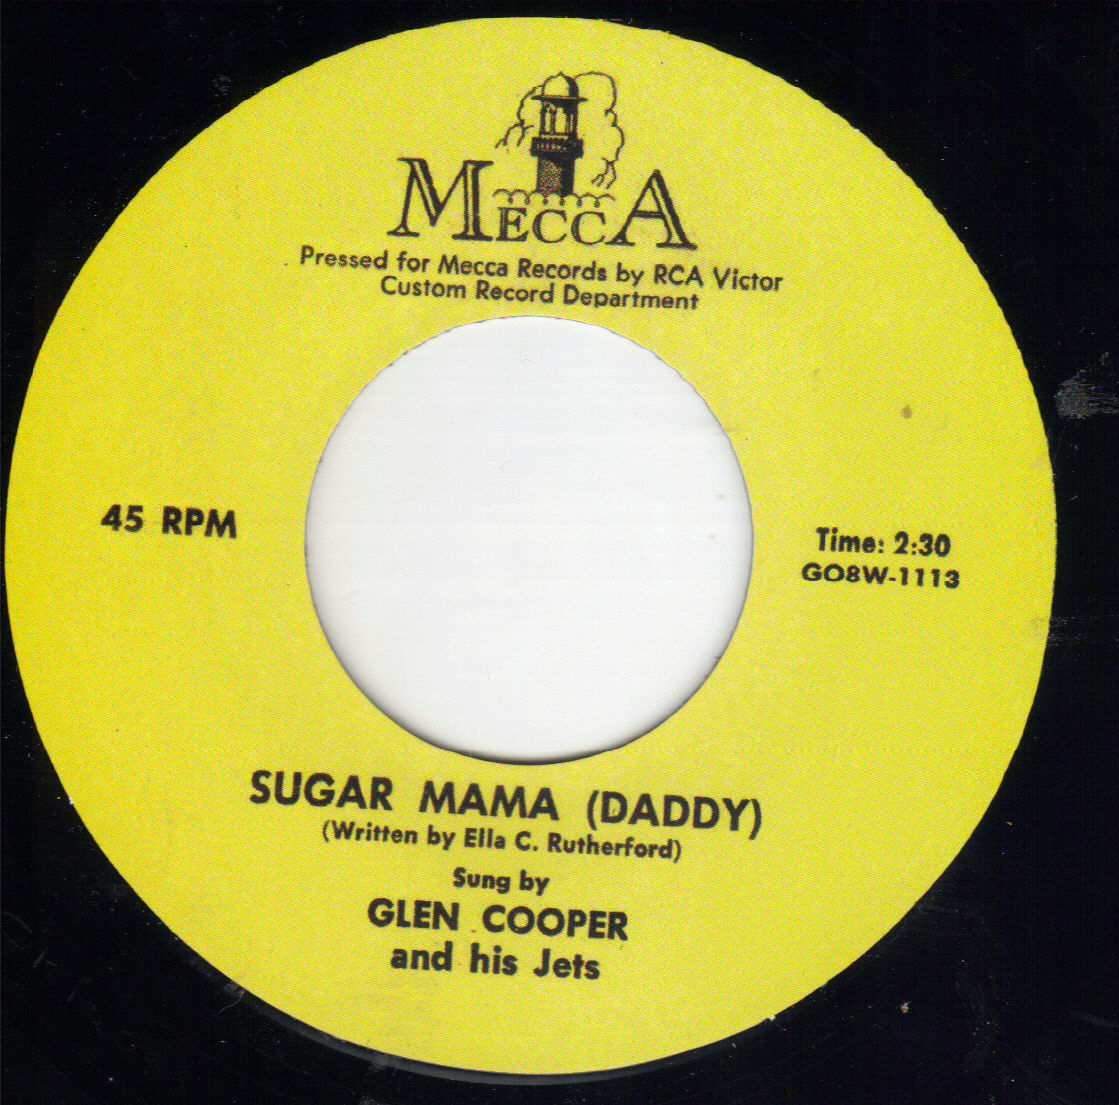 MECCA
Pressed for Mecca Records by RCA Victor
Custom Record Department
45 RPM
Time: 2:30
GO8W-1113
SUGAR MAMA (DADDY)
(Written by Ella C. Rutherford)
Sung by
GLEN COOPER
and his Jets